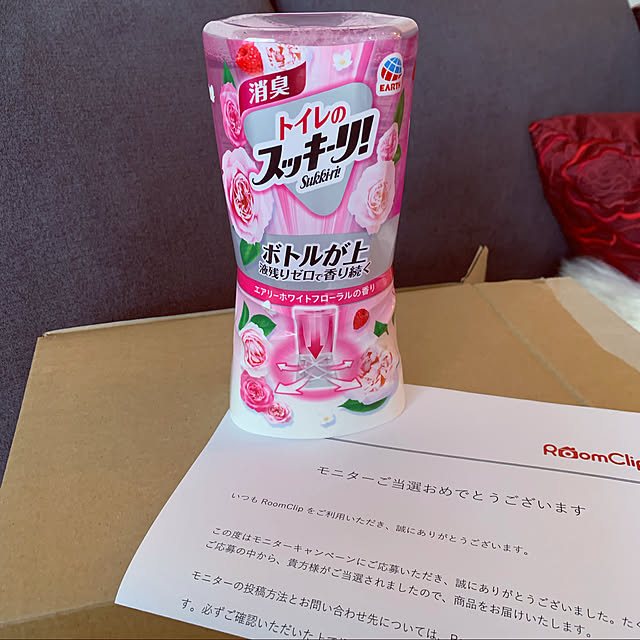 消臭
EARTH
トイレの
スッキーリ!
Sukki-ri!
ボトルが上
液残りゼロで香り続く
エアリーホワイトフローラルの香り
RoomClip
モニターご当選おめでとうございます
いつも RoomClip をご利用いただき、誠にありがとうございます。
この度はモニターキャンペーンにご応募いただき、誠にありがとうございました。た
ご応募の中から、貴方様がご当選されましたので、商品をお届けいたします。
モニターの投稿方法とお問い合わせ先については、
す。必ずご確認いただいた上で